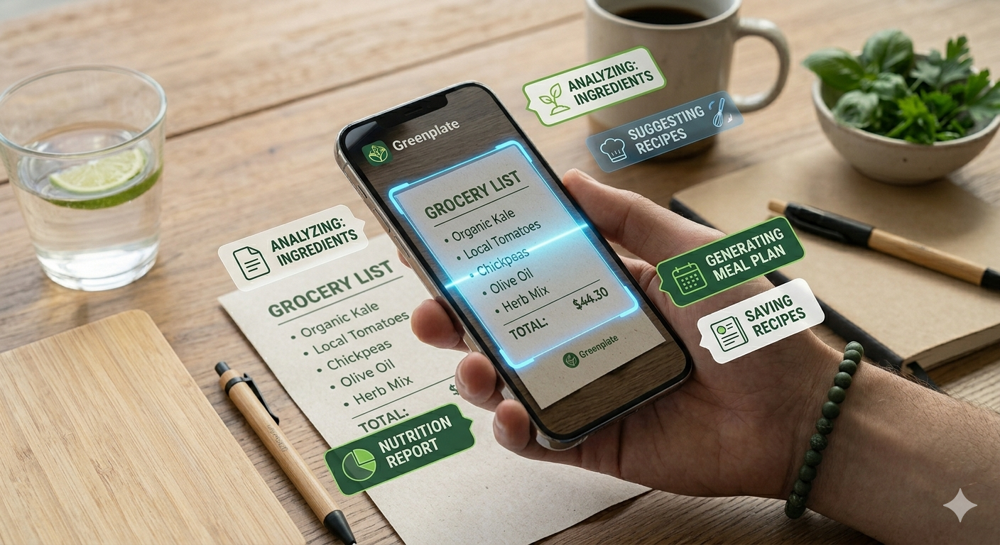 Greenplate
GROCERY LIST
• Organic Kale
• Local Tomatoes
• Chickpeas
• Olive Oil
• Herb Mix
$44.30
TOTAL:
Greenplate
ANALYZING:
INGREDIENTS
SUGGESTING
RECIPES
ANALYZING:
INGREDIENTS
GENERATING
MEAL PLAN
SAVING
RECIPES
GROCERY LIST
• Organic Kale
• Local Tomatoes
• Chickpeas
• Olive Oil
• Herb Mix
$
TOTAL:
NUTRITION
REPORT